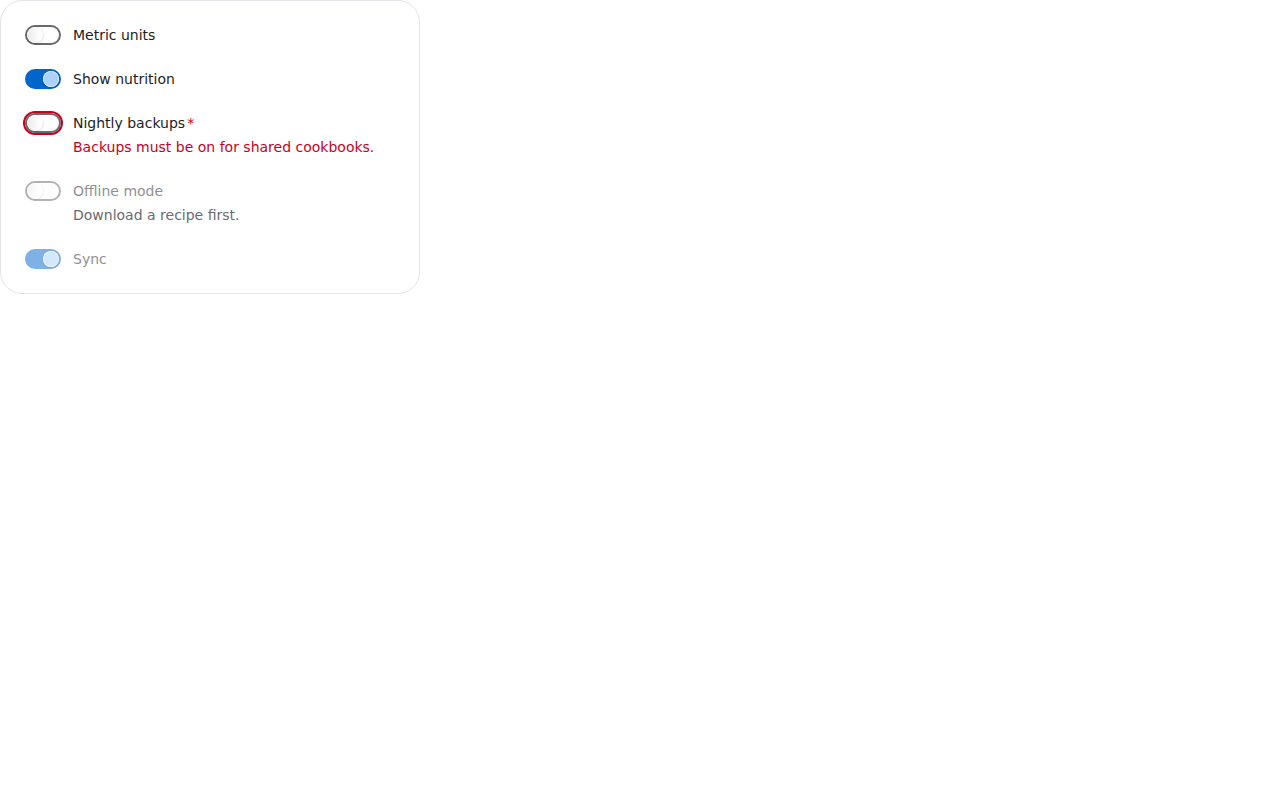 Metric units
Show nutrition
Nightly backups*
Backups must be on for shared cookbooks.
Offline mode
Download a recipe first.
Sync